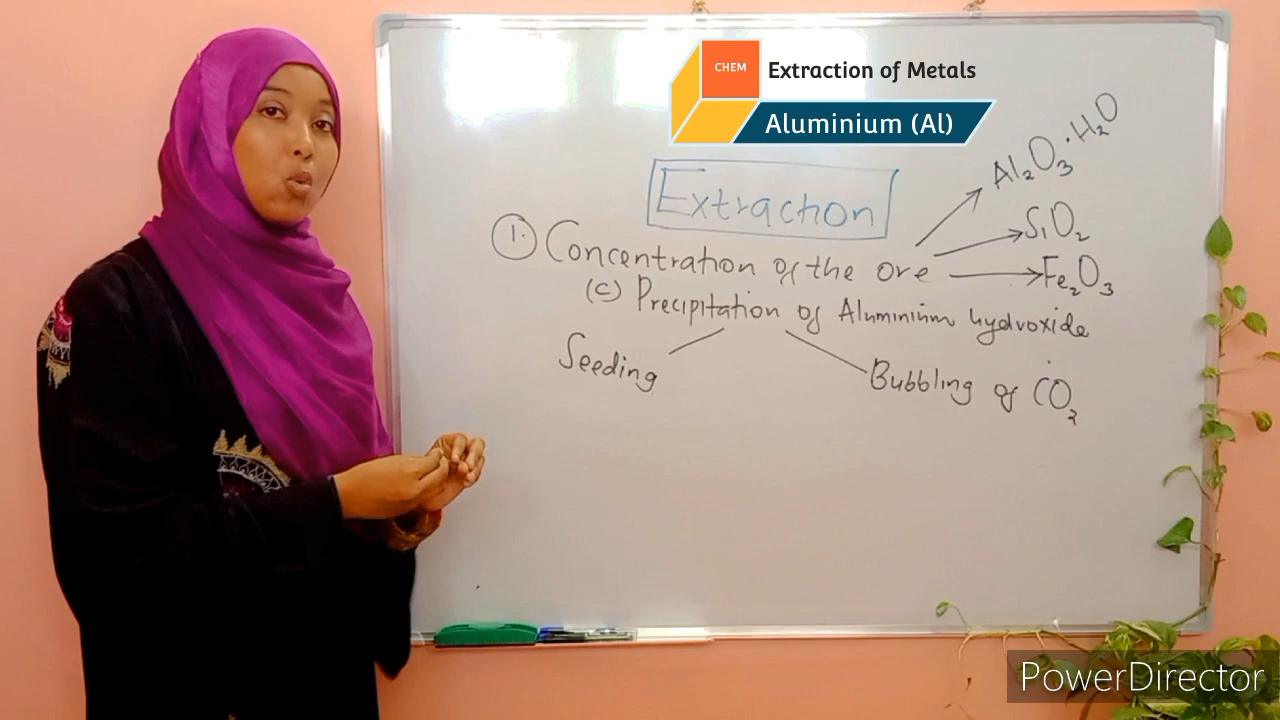 CHEM
Extraction of Metals
Aluminium (Al)
Extraction
1. Concentration of the ore
Al₂O₃·H₂O
SiO₂
Fe₂O₃
(c) Precipitation of Aluminium hydroxide
Seeding
Bubbling of CO₂
PowerDirector